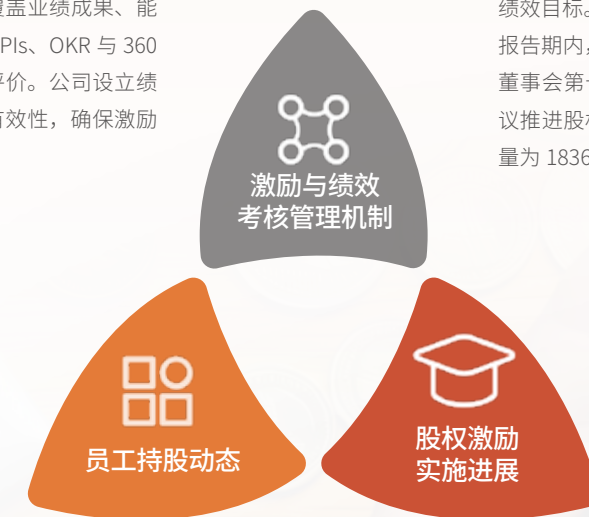 覆盖业绩成果、能
PIs、OKR 与 360
评价。公司设立绩
有效性，确保激励
绩效目标。
报告期内，
董事会第
议推进股
量为 1836
激励与绩效
考核管理机制
员工持股动态
股权激励
实施进展